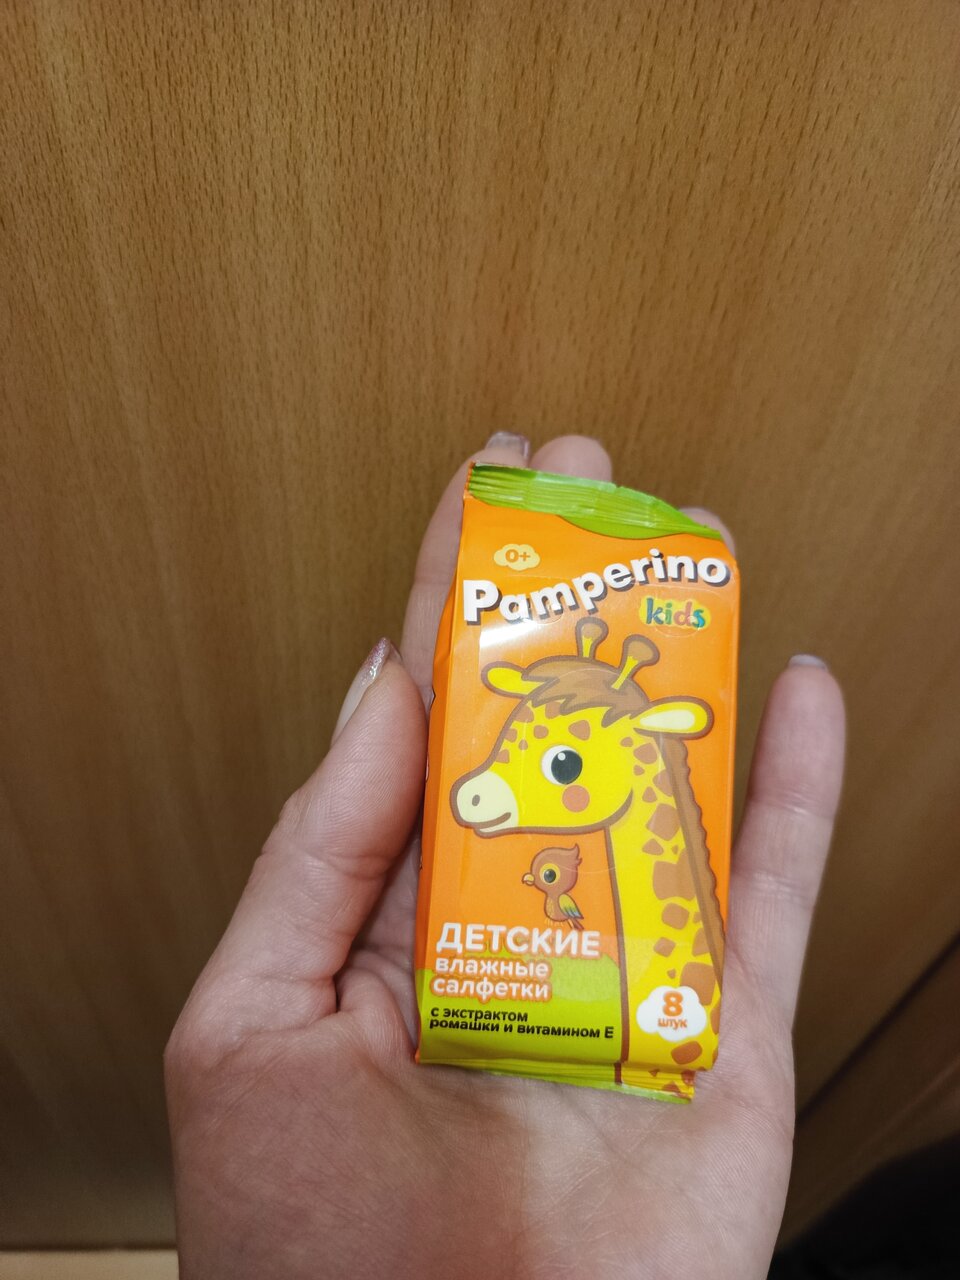 0+
Pamperino
kids
ДЕТСКИЕ
влажные
салфетки
с экстрактом
ромашки и витамином Е
8
штук